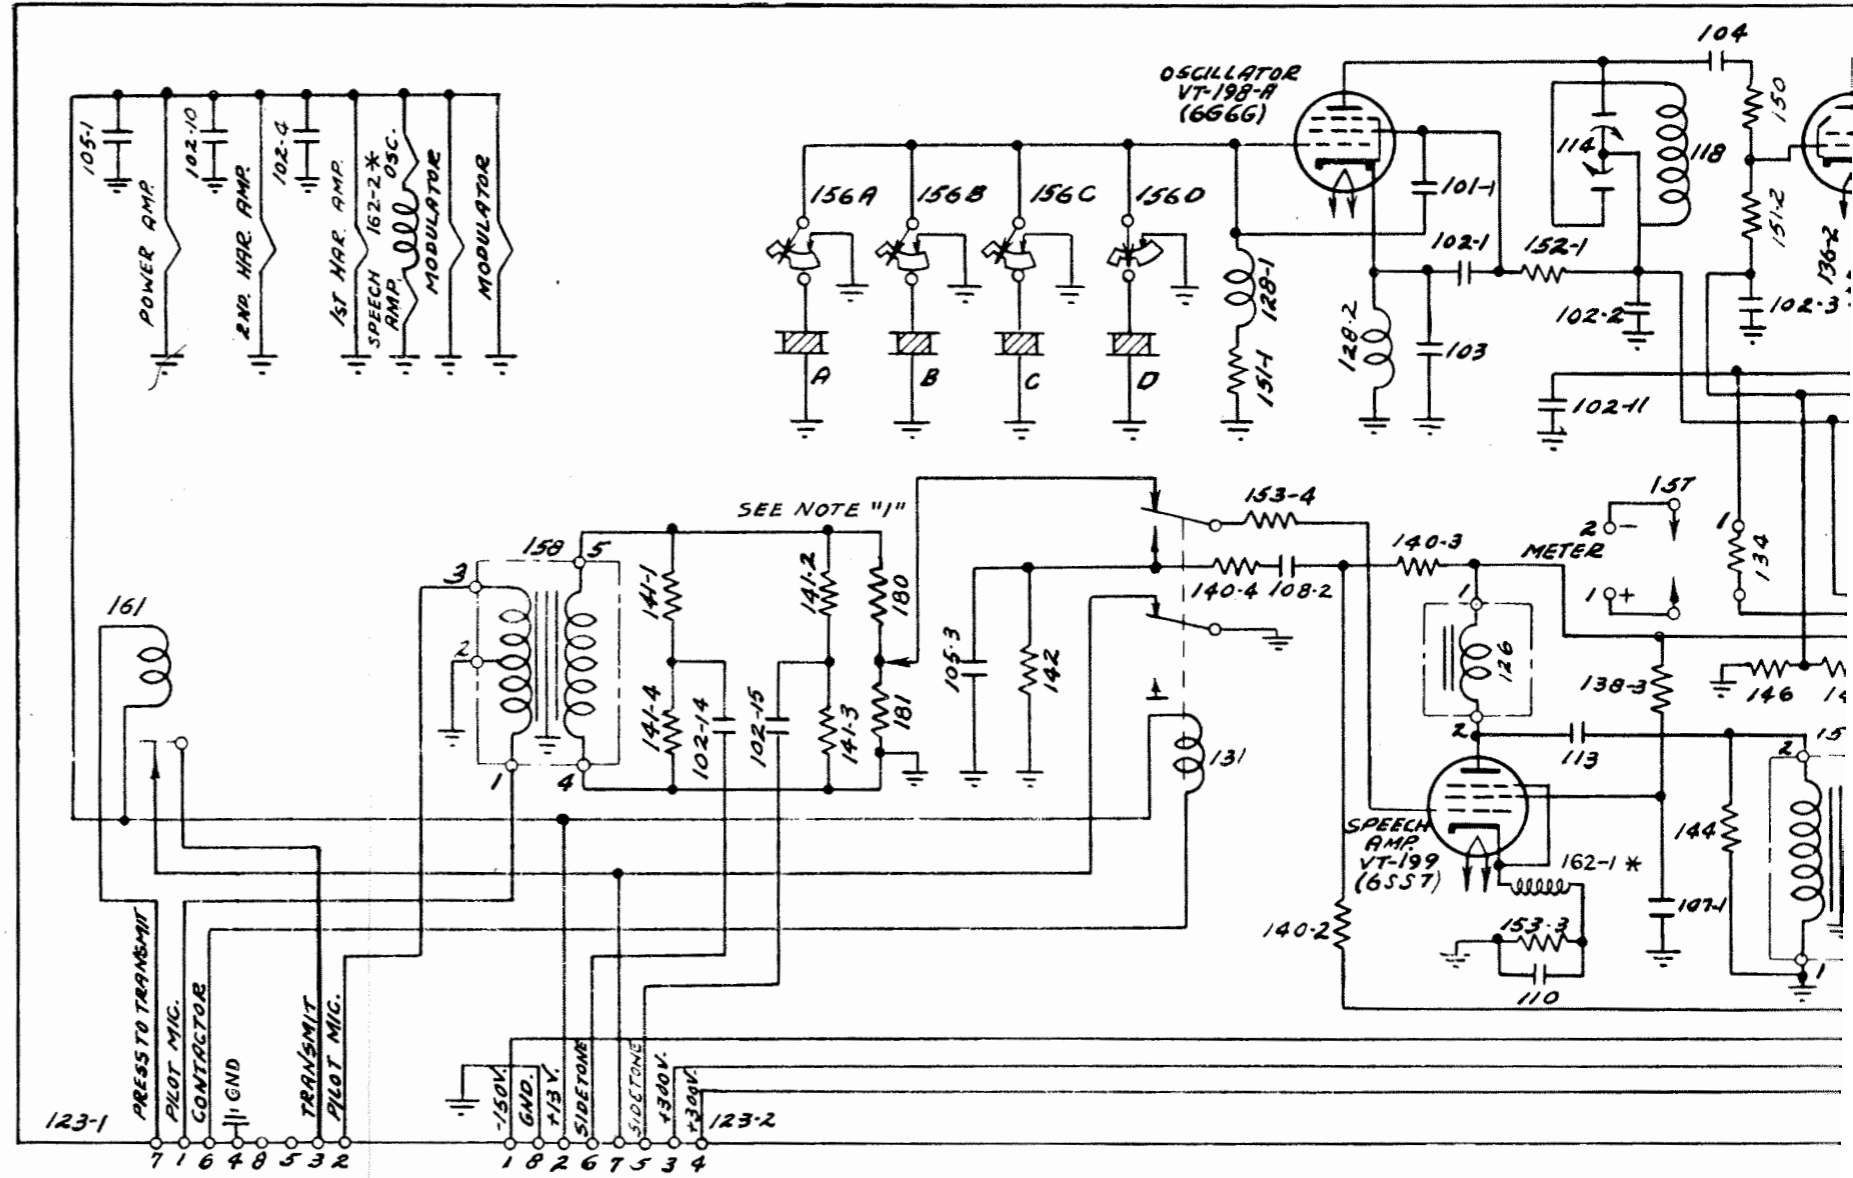 105-1
POWER AMP.
102-10
2ND. HAR. AMP.
102-4
1ST HAR. AMP.
SPEECH AMP.
162-2*
OSC.
MODULATOR
MODULATOR
OSCILLATOR
VT-198-A
(6G6G)
156A
156B
156C
156D
A
B
C
D
128-1
151-1
128-2
101-1
102-1
103
152-1
114
118
102-2
104
150
151-2
136-2
102-3
102-11
161
158
3
2
1
5
4
SEE NOTE "1"
141-1
141-4
102-14
102-15
141-2
141-3
180
181
105-3
142
153-4
140-4
108-2
140-3
131
METER
157
2
-
1
+
1
134
1
126
2
138-3
146
14
113
144
15
2
1
SPEECH
AMP.
VT-199
(6SS7)
162-1*
153-3
110
107-1
140-2
PRESS TO TRANSMIT
PILOT MIC.
CONTACTOR
GND
TRANSMIT
PILOT MIC.
-150V.
GND.
+13V.
SIDETONE
SIDETONE
+300V.
+300V.
123-1
123-2
7 1 6 4 8 5 3 2
1 8 2 6 7 5 3 4